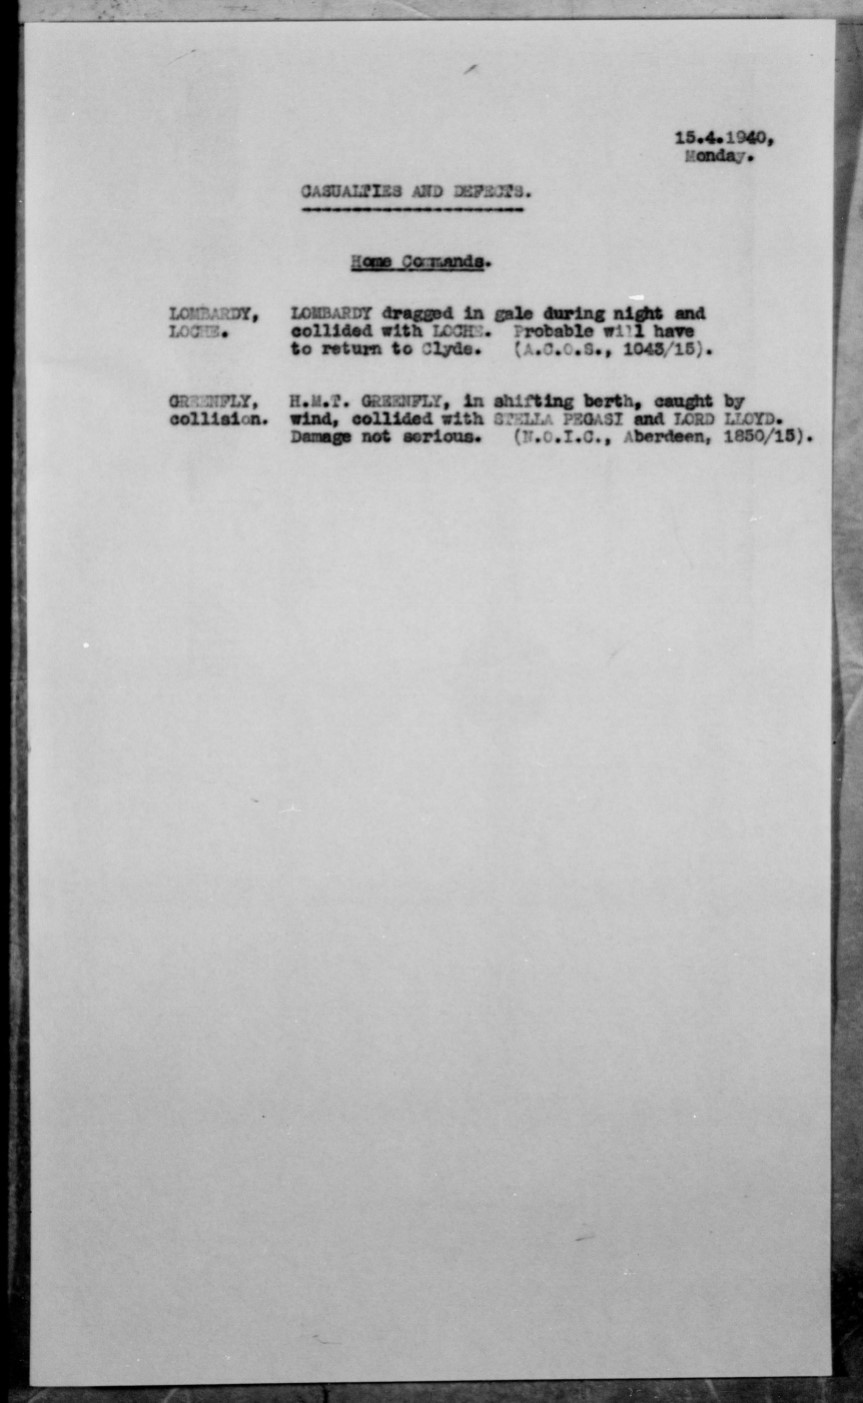 15.4.1940,
Monday.
CASUALTIES AND DEFECTS.
Home Commands.
LOMBARDY, LOMBARDY dragged in gale during night and
LOCHE. collided with LOCHE. Probable will have
to return to Clyde. (A.C.O.S., 1043/15).
GREENFLY, H.M.T. GREENFLY, in shifting berth, caught by
collision. wind, collided with STELLA PEGASI and LORD LLOYD.
Damage not serious. (N.O.I.C., Aberdeen, 1850/15).